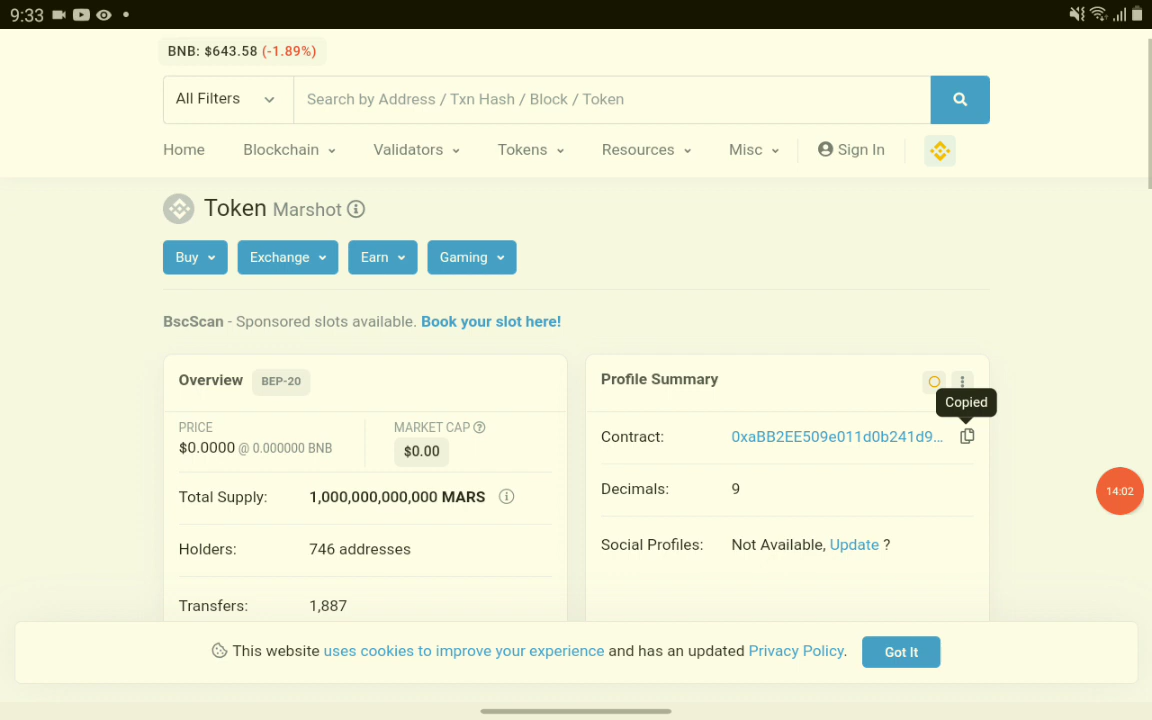 9:33
BNB: $643.58 (-1.89%)
All Filters Search by Address / Txn Hash / Block / Token
Home Blockchain Validators Tokens Resources Misc Sign In
Token Marshot
Buy Exchange Earn Gaming
BscScan - Sponsored slots available. Book your slot here!
Overview BEP-20
PRICE
$0.0000 @ 0.000000 BNB
MARKET CAP
$0.00
Total Supply: 1,000,000,000,000 MARS
Holders: 746 addresses
Transfers: 1,887
Profile Summary
Copied
Contract: 0xaBB2EE509e011d0b241d9...
Decimals: 9
Social Profiles: Not Available, Update ?
14:02
This website uses cookies to improve your experience and has an updated Privacy Policy. Got It